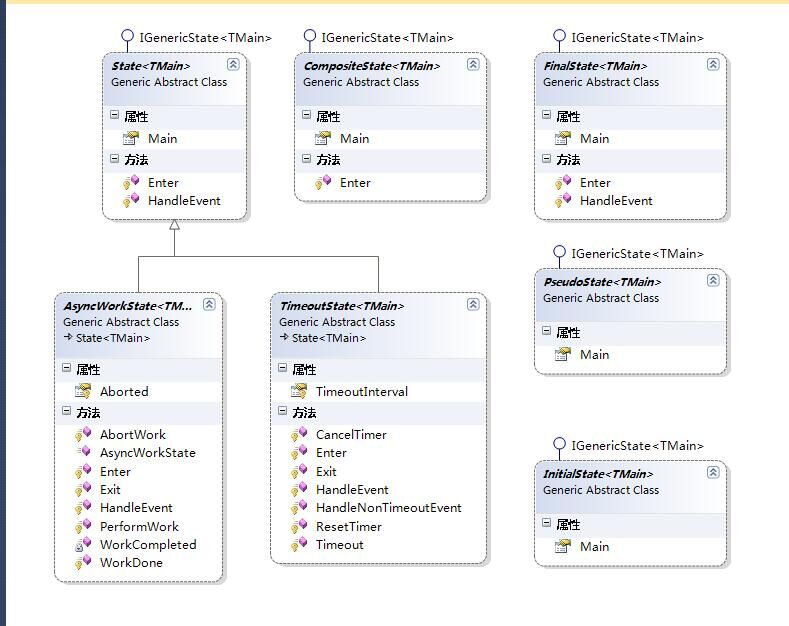 IGenericState<TMain>
State<TMain>
Generic Abstract Class
属性
Main
方法
Enter
HandleEvent
IGenericState<TMain>
CompositeState<TMain>
Generic Abstract Class
属性
Main
方法
Enter
IGenericState<TMain>
FinalState<TMain>
Generic Abstract Class
属性
Main
方法
Enter
HandleEvent
AsyncWorkState<TM...
Generic Abstract Class
State<TMain>
属性
Aborted
方法
AbortWork
AsyncWorkState
Enter
Exit
HandleEvent
PerformWork
WorkCompleted
WorkDone
TimeoutState<TMain>
Generic Abstract Class
State<TMain>
属性
TimeoutInterval
方法
CancelTimer
Enter
Exit
HandleEvent
HandleNonTimeoutEvent
ResetTimer
Timeout
IGenericState<TMain>
PseudoState<TMain>
Generic Abstract Class
属性
Main
IGenericState<TMain>
InitialState<TMain>
Generic Abstract Class
属性
Main